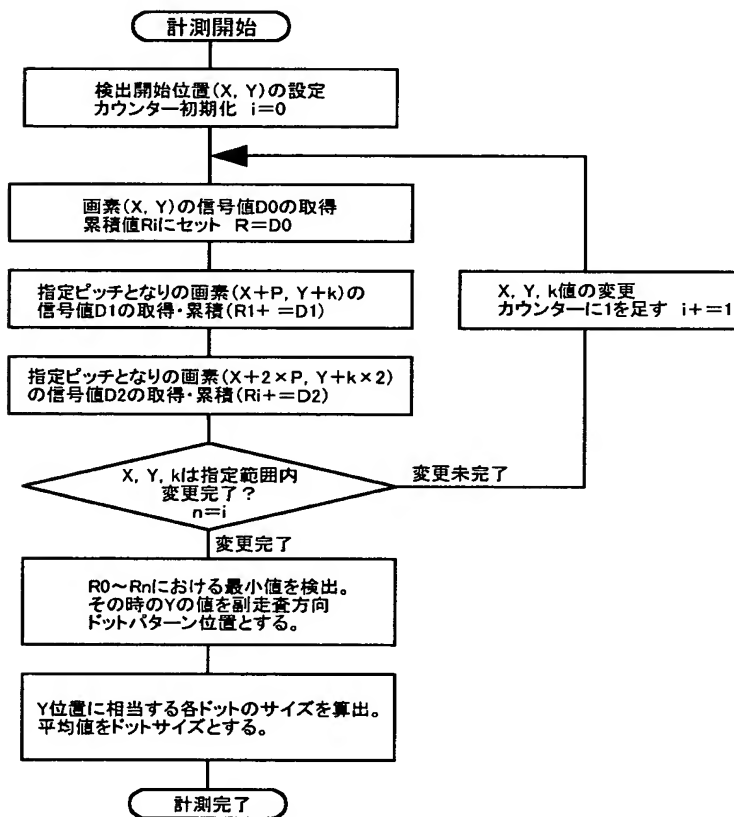 計測開始
検出開始位置(X, Y)の設定
カウンター初期化 i=0
画素(X, Y)の信号値D0の取得
累積値Riにセット R=D0
指定ピッチとなりの画素(X+P, Y+k)の
信号値D1の取得・累積(R1+=D1)
X, Y, k値の変更
カウンターに1を足す i+=1
指定ピッチとなりの画素(X+2×P, Y+k×2)
の信号値D2の取得・累積(Ri+=D2)
X, Y, kは指定範囲内
変更完了?
n=i
変更未完了
変更完了
R0~Rnにおける最小値を検出。
その時のYの値を副走査方向
ドットパターン位置とする。
Y位置に相当する各ドットのサイズを算出。
平均値をドットサイズとする。
計測完了